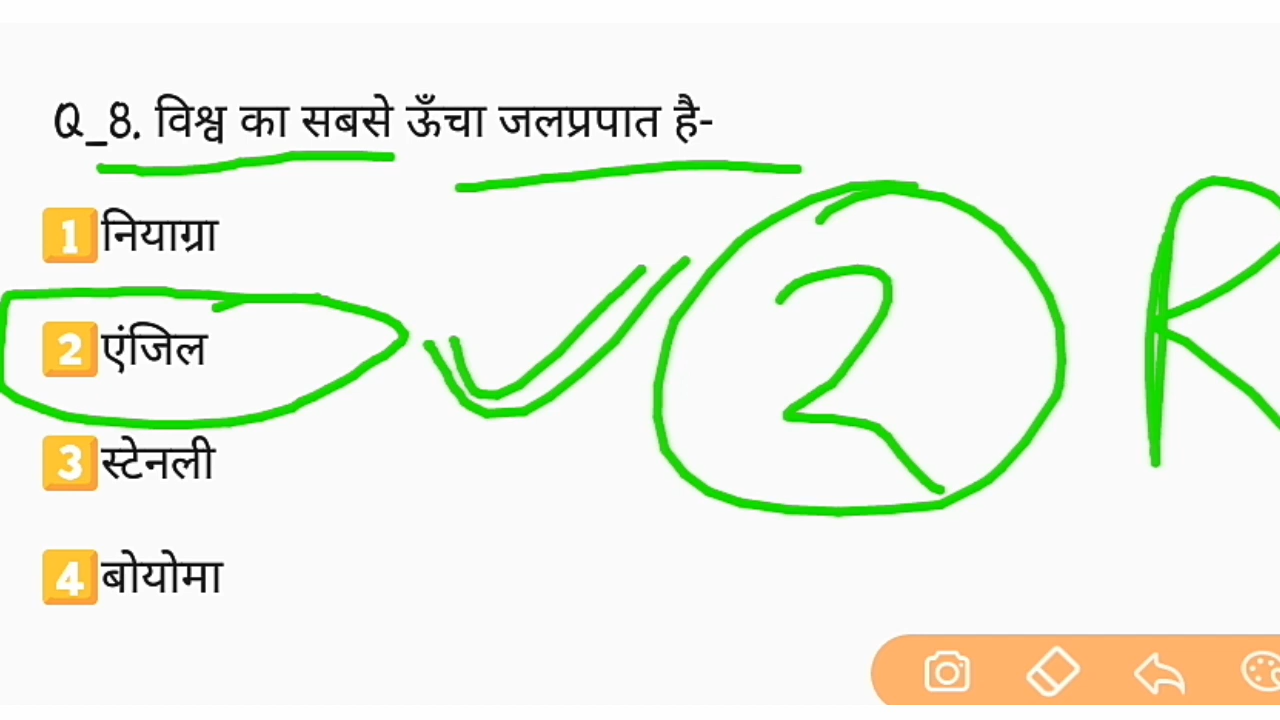 Q_8. विश्व का सबसे ऊँचा जलप्रपात है-
1 नियाग्रा
2 एंजिल
2
R
3 स्टेनली
4 बोयोमा